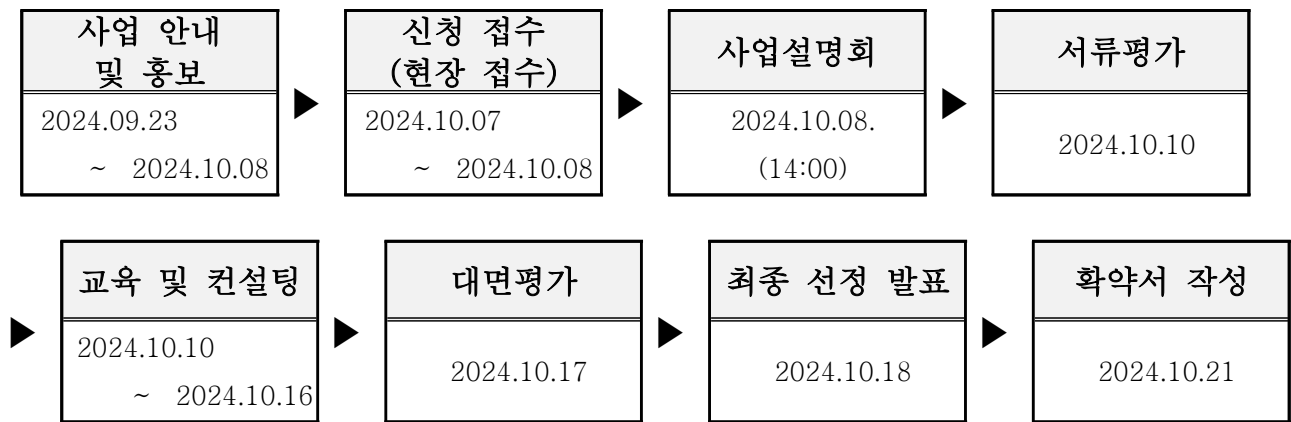 사업 안내
및 홍보
2024.09.23
~ 2024.10.08
▶
신청 접수
(현장 접수)
2024.10.07
~ 2024.10.08
▶
사업설명회
2024.10.08.
(14:00)
▶
서류평가
2024.10.10
▶
교육 및 컨설팅
2024.10.10
~ 2024.10.16
▶
대면평가
2024.10.17
▶
최종 선정 발표
2024.10.18
▶
확약서 작성
2024.10.21